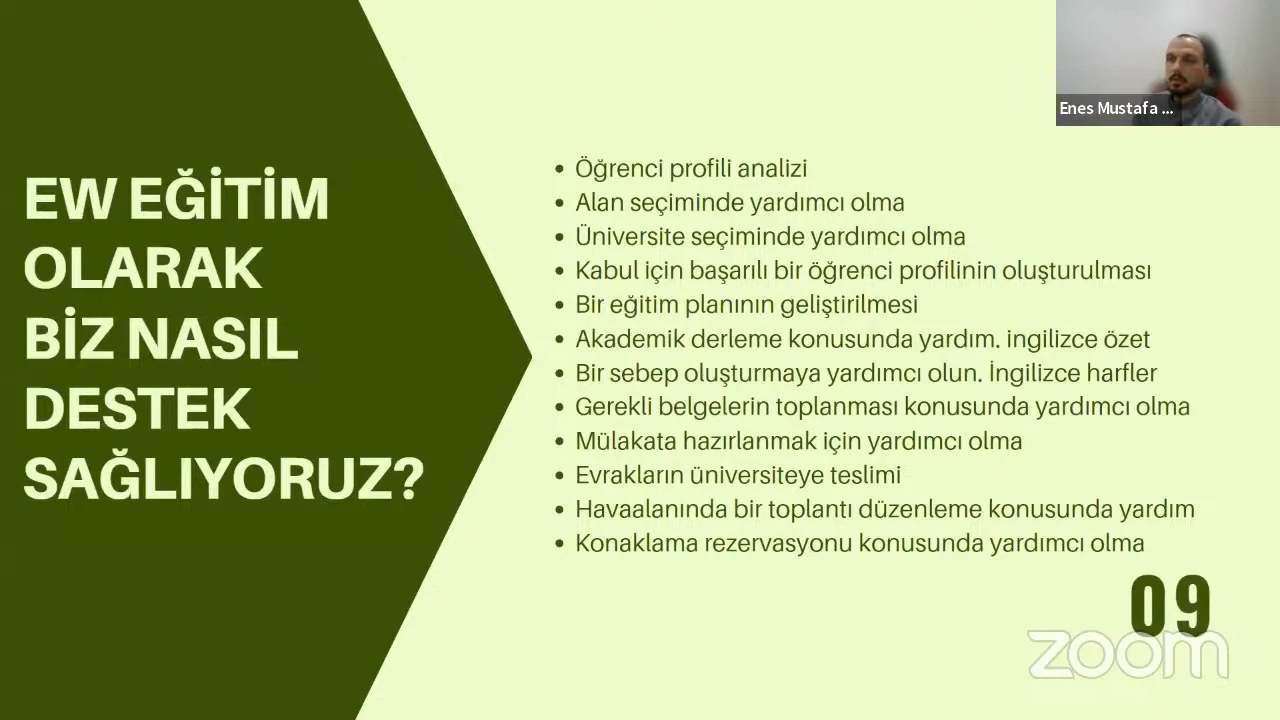 EW EĞİTİM
OLARAK
BİZ NASIL
DESTEK
SAĞLIYORUZ?
• Öğrenci profili analizi
• Alan seçiminde yardımcı olma
• Üniversite seçiminde yardımcı olma
• Kabul için başarılı bir öğrenci profilinin oluşturulması
• Bir eğitim planının geliştirilmesi
• Akademik derleme konusunda yardım. ingilizce özet
• Bir sebep oluşturmaya yardımcı olun. İngilizce harfler
• Gerekli belgelerin toplanması konusunda yardımcı olma
• Mülakata hazırlanmak için yardımcı olma
• Evrakların üniversiteye teslimi
• Havaalanında bir toplantı düzenleme konusunda yardım
• Konaklama rezervasyonu konusunda yardımcı olma
09
zoom
Enes Mustafa ...